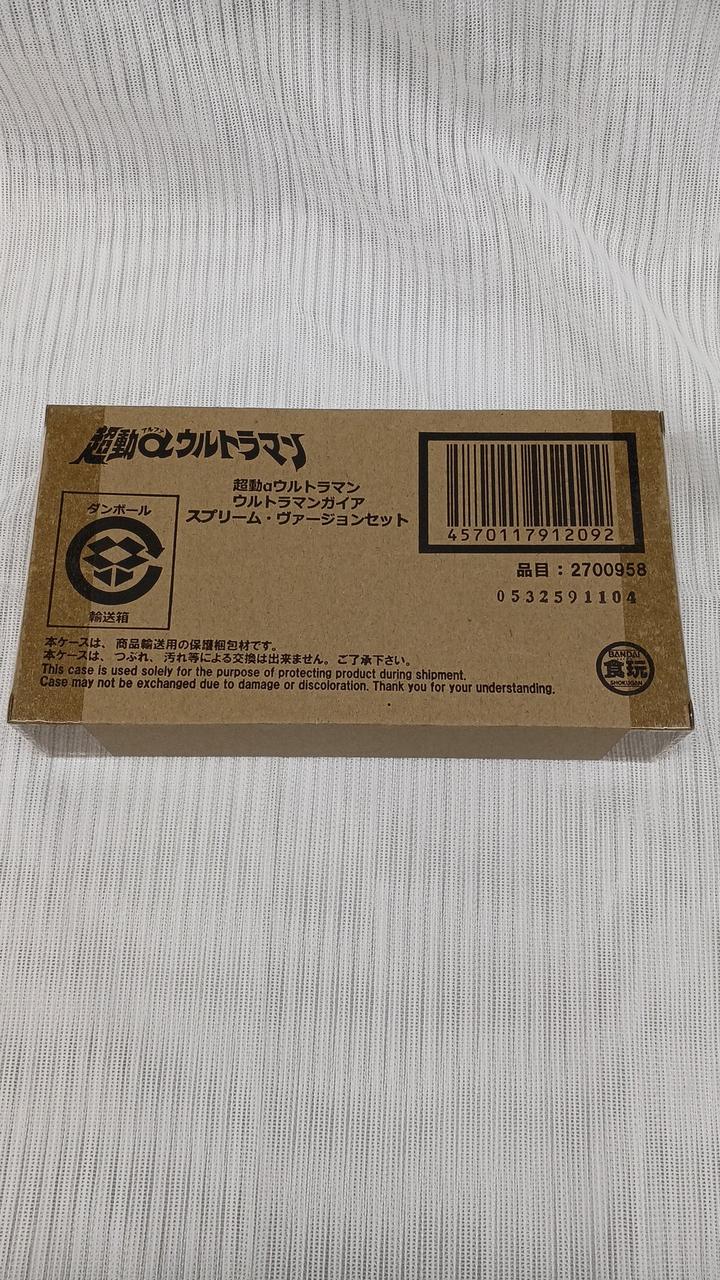 超動αウルトラマン
アルファ
超動αウルトラマン
ウルトラマンガイア
スプリーム・ヴァージョンセット
4570117912092
品目：2700958
0532591104
ダンボール
輸送箱
本ケースは、商品輸送用の保護梱包材です。
本ケースは、つぶれ、汚れ等による交換は出来ません。ご了承下さい。
This case is used solely for the purpose of protecting product during shipment.
Case may not be exchanged due to damage or discoloration. Thank you for your understanding.
BANDAI
食玩
SHOKUGAN